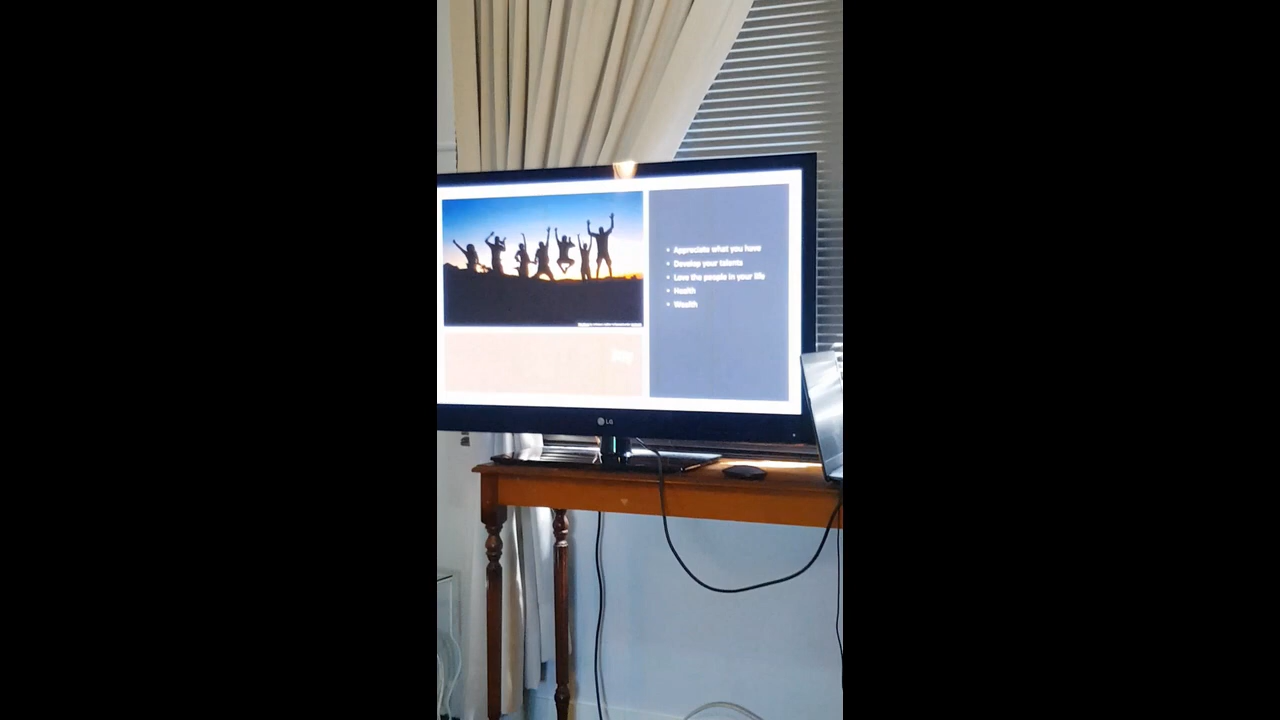 Appreciate what you have
Develop your talents
Love the people in your life
Health
Wealth
LG